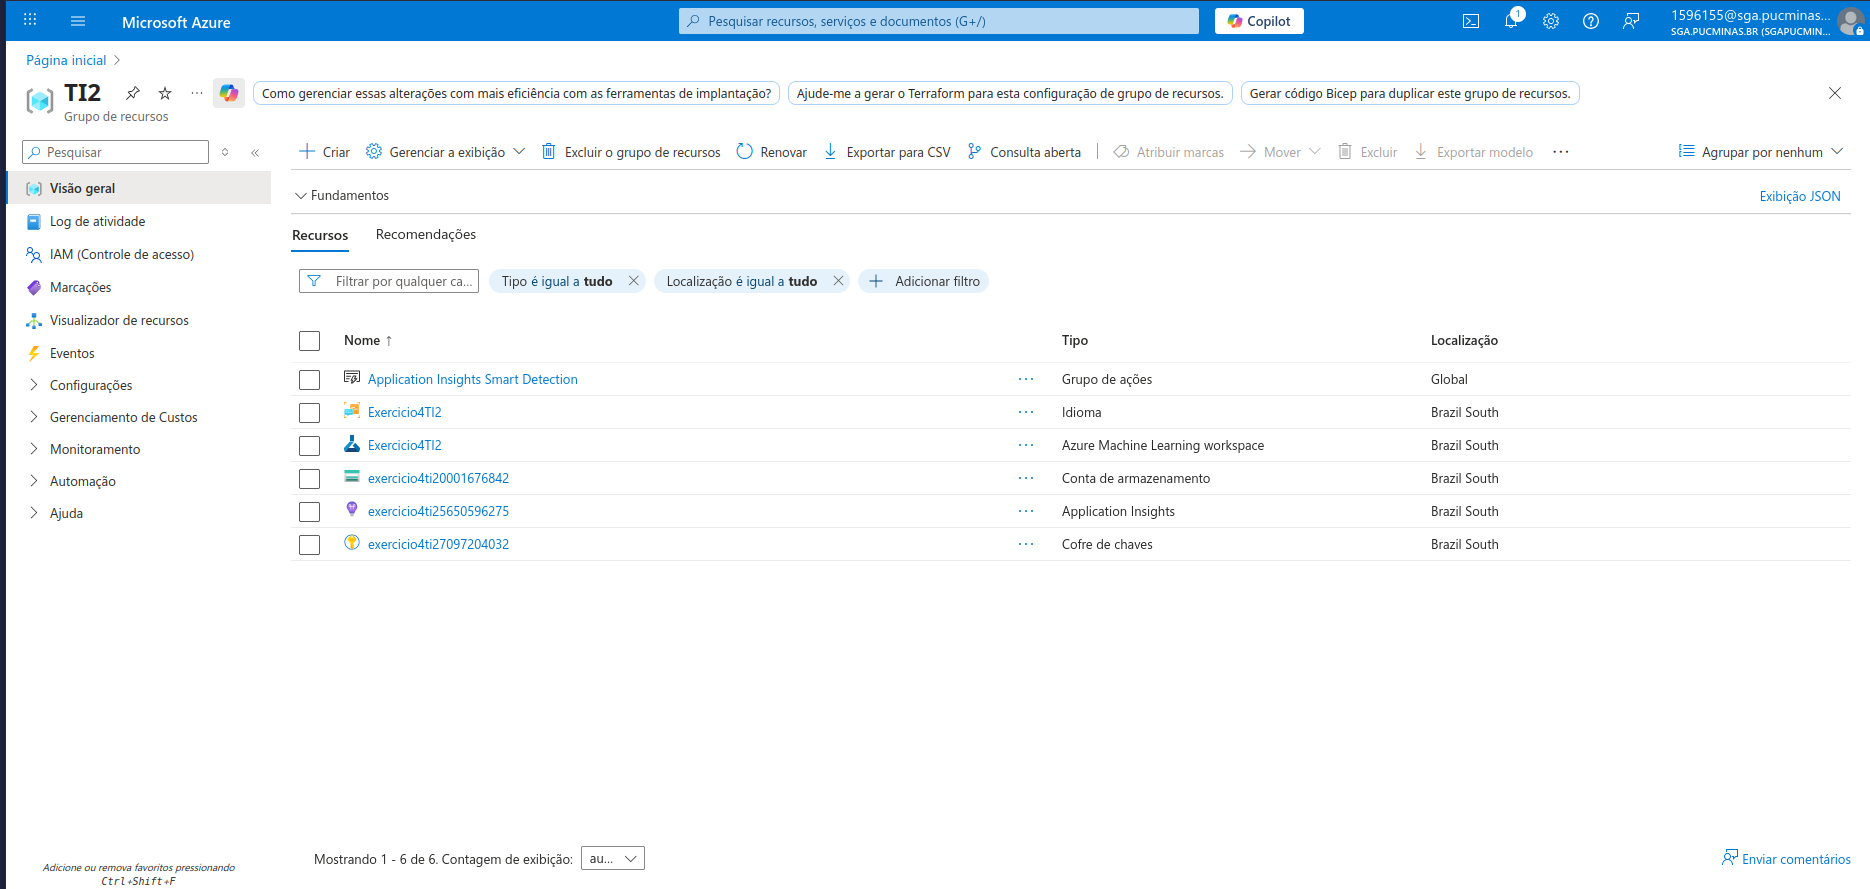 Microsoft Azure
Pesquisar recursos, serviços e documentos (G+/)
Copilot
1
1596155@sga.pucminas...
SGA.PUCMINAS.BR (SGAPUCMIN...
Página inicial
TI2
...
Como gerenciar essas alterações com mais eficiência com as ferramentas de implantação?
Ajude-me a gerar o Terraform para esta configuração de grupo de recursos.
Gerar código Bicep para duplicar este grupo de recursos.
Grupo de recursos
Pesquisar
Visão geral
Log de atividade
IAM (Controle de acesso)
Marcações
Visualizador de recursos
Eventos
Configurações
Gerenciamento de Custos
Monitoramento
Automação
Ajuda
Adicione ou remova favoritos pressionando
Ctrl+Shift+F
Criar
Gerenciar a exibição
Excluir o grupo de recursos
Renovar
Exportar para CSV
Consulta aberta
Atribuir marcas
Mover
Excluir
Exportar modelo
...
Agrupar por nenhum
Fundamentos
Exibição JSON
Recursos
Recomendações
Filtrar por qualquer ca...
Tipo é igual a tudo
Localização é igual a tudo
Adicionar filtro
Nome ↑ Tipo Localização
Application Insights Smart Detection ... Grupo de ações Global
Exercicio4TI2 ... Idioma Brazil South
Exercicio4TI2 ... Azure Machine Learning workspace Brazil South
exercicio4ti20001676842 ... Conta de armazenamento Brazil South
exercicio4ti25650596275 ... Application Insights Brazil South
exercicio4ti27097204032 ... Cofre de chaves Brazil South
Mostrando 1 - 6 de 6. Contagem de exibição: au...
Enviar comentários